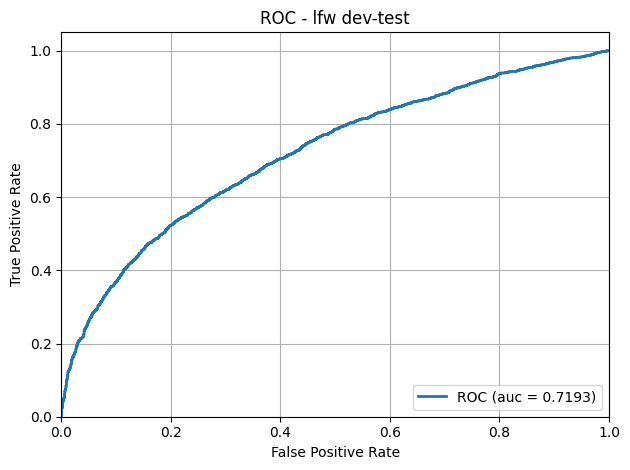 ROC - lfw dev-test
True Positive Rate
1.0
0.8
0.6
0.4
0.2
0.0
ROC (auc = 0.7193)
0.0 0.2 0.4 0.6 0.8 1.0
False Positive Rate